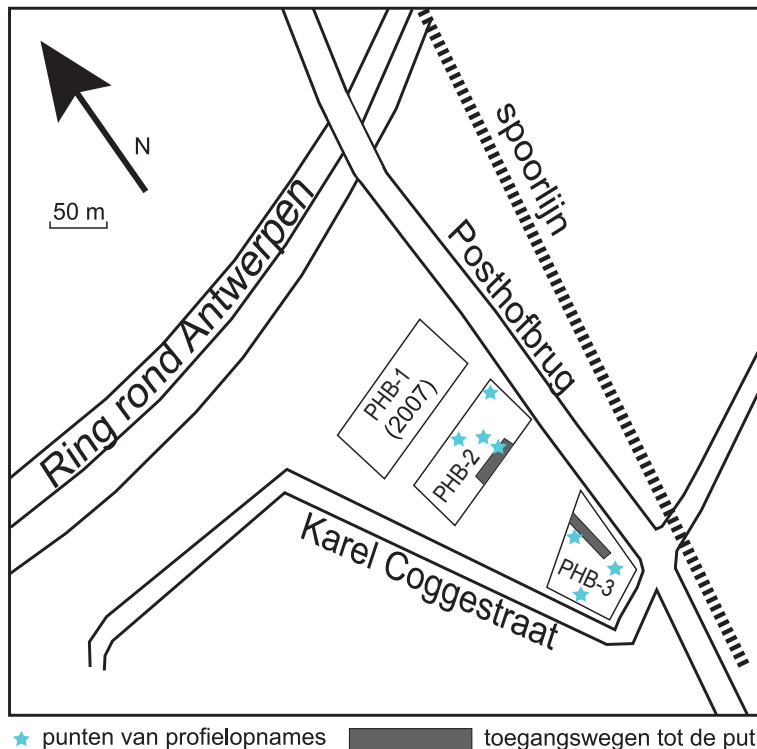 N
50 m
spoorlijn
Ring rond Antwerpen
Posthofbrug
PHB-1
(2007)
PHB-2
PHB-3
Karel Coggestraat
punten van profielopnames
toegangswegen tot de put